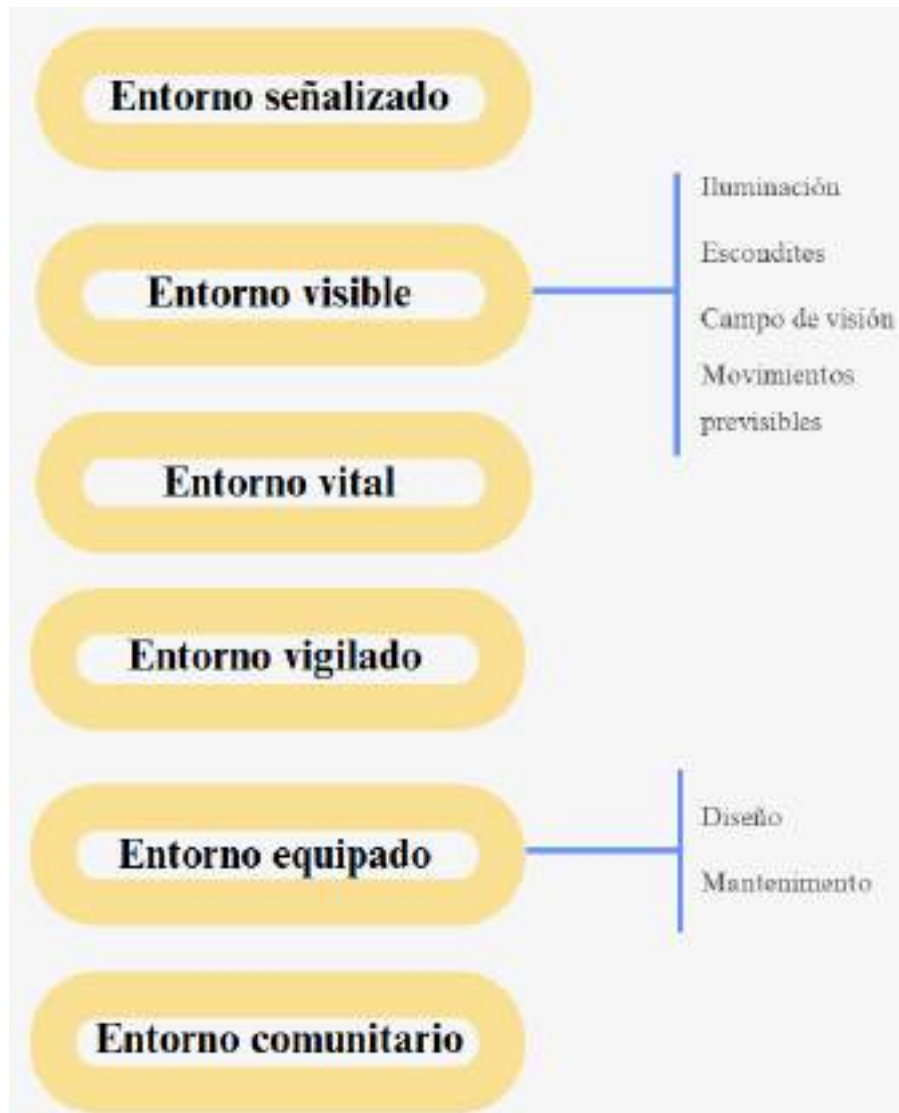 Entorno señalizado
Entorno visible
Iluminación
Escondites
Campo de visión
Movimientos
previsibles
Entorno vital
Entorno vigilado
Entorno equipado
Diseño
Mantenimento
Entorno comunitario